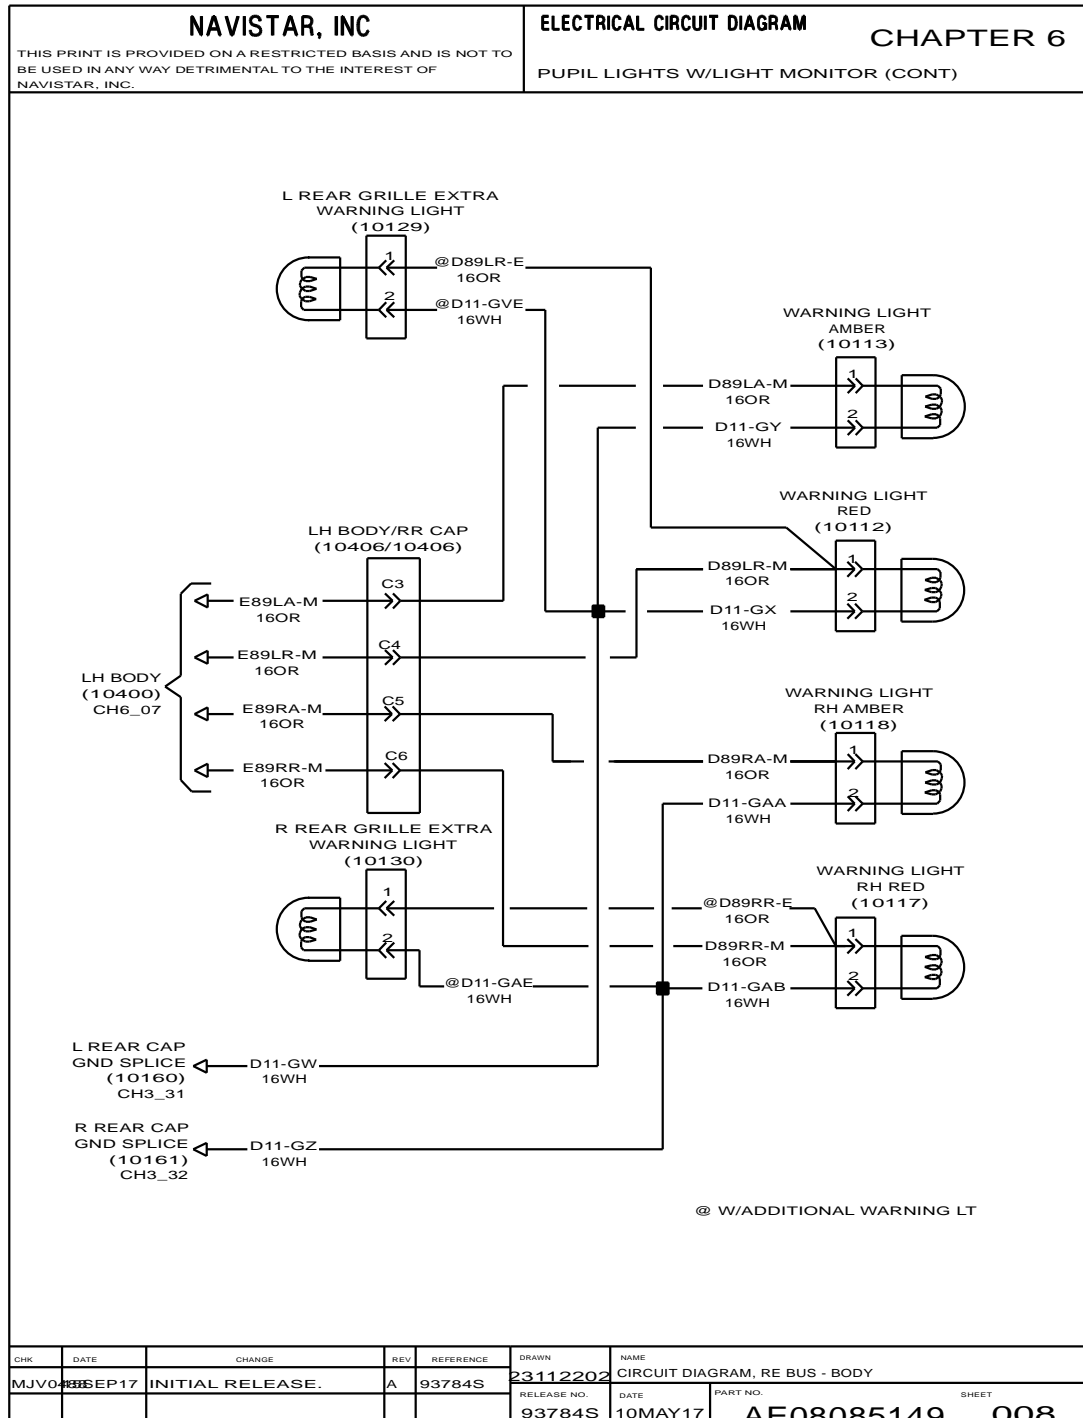 NAVISTAR, INC
THIS PRINT IS PROVIDED ON A RESTRICTED BASIS AND IS NOT TO
BE USED IN ANY WAY DETRIMENTAL TO THE INTEREST OF
NAVISTAR, INC.
ELECTRICAL CIRCUIT DIAGRAM
CHAPTER 6
PUPIL LIGHTS W/LIGHT MONITOR (CONT)
L REAR GRILLE EXTRA
WARNING LIGHT
(10129)
1
@D89LR-E
16OR
2
@D11-GVE
16WH
WARNING LIGHT
AMBER
(10113)
D89LA-M
16OR
1
D11-GY
16WH
2
WARNING LIGHT
RED
(10112)
D89LR-M
16OR
1
D11-GX
16WH
2
LH BODY/RR CAP
(10406/10406)
C3
E89LA-M
16OR
C4
E89LR-M
16OR
LH BODY
(10400)
CH6_07
C5
E89RA-M
16OR
C6
E89RR-M
16OR
WARNING LIGHT
RH AMBER
(10118)
D89RA-M
16OR
1
D11-GAA
16WH
2
R REAR GRILLE EXTRA
WARNING LIGHT
(10130)
1
2
@D11-GAE
16WH
WARNING LIGHT
RH RED
(10117)
@D89RR-E
16OR
D89RR-M
16OR
1
D11-GAB
16WH
2
L REAR CAP
GND SPLICE
(10160)
CH3_31
D11-GW
16WH
R REAR CAP
GND SPLICE
(10161)
CH3_32
D11-GZ
16WH
@ W/ADDITIONAL WARNING LT
CHK DATE CHANGE REV REFERENCE
INITIAL RELEASE. A 93784S
DRAWN
23112202
NAME
CIRCUIT DIAGRAM, RE BUS - BODY
RELEASE NO.
93784S
DATE
10MAY17
PART NO.
AE08085149
SHEET
008